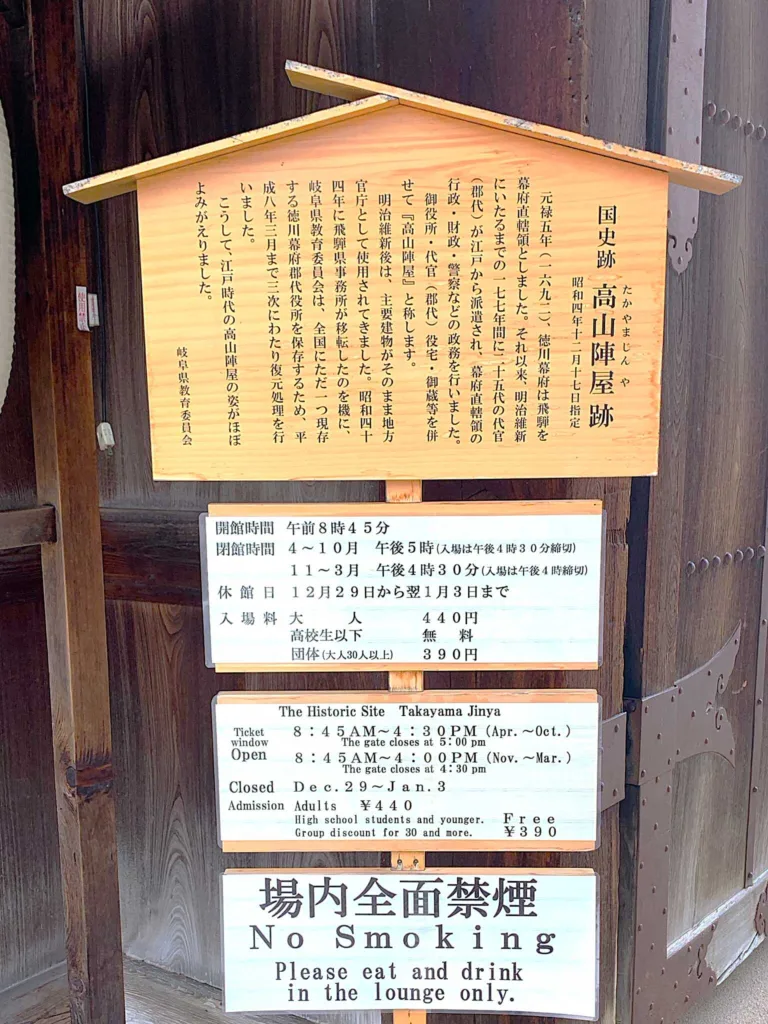 国史跡 高山陣屋跡
たかやまじんや
昭和四年十二月十七日指定
元禄五年(一六九二)、徳川幕府は飛騨を
幕府直轄領としました。それ以来、明治維新
にいたるまでの一七七年間に二十五代の代官
(郡代)が江戸から派遣され、幕府直轄領の
行政・財政・警察などの政務を行いました。
御役所・代官(郡代)役宅・御蔵等を併
せて『高山陣屋』と称します。
明治維新後は、主要建物がそのまま地方
官庁として使用されてきました。昭和四十
四年に飛騨県事務所が移転したのを機に、
岐阜県教育委員会は、全国にただ一つ現存
する徳川幕府郡代役所を保存するため、平
成八年三月まで三次にわたり復元処理を行
いました。
こうして、江戸時代の高山陣屋の姿がほぼ
よみがえりました。
岐阜県教育委員会
開館時間 午前8時45分
閉館時間 4~10月 午後5時(入場は午後4時30分締切)
11~3月 午後4時30分(入場は午後4時締切)
休館日 12月29日から翌1月3日まで
入場料 大人 440円
高校生以下 無料
団体(大人30人以上) 390円
The Historic Site Takayama Jinya
Ticket window Open 8:45AM~4:30PM (Apr.~Oct.)
The gate closes at 5:00 pm
8:45AM~4:00PM (Nov.~Mar.)
The gate closes at 4:30 pm
Closed Dec.29~Jan.3
Admission Adults ¥440
High school students and younger. Free
Group discount for 30 and more. ¥390
場内全面禁煙
No Smoking
Please eat and drink
in the lounge only.